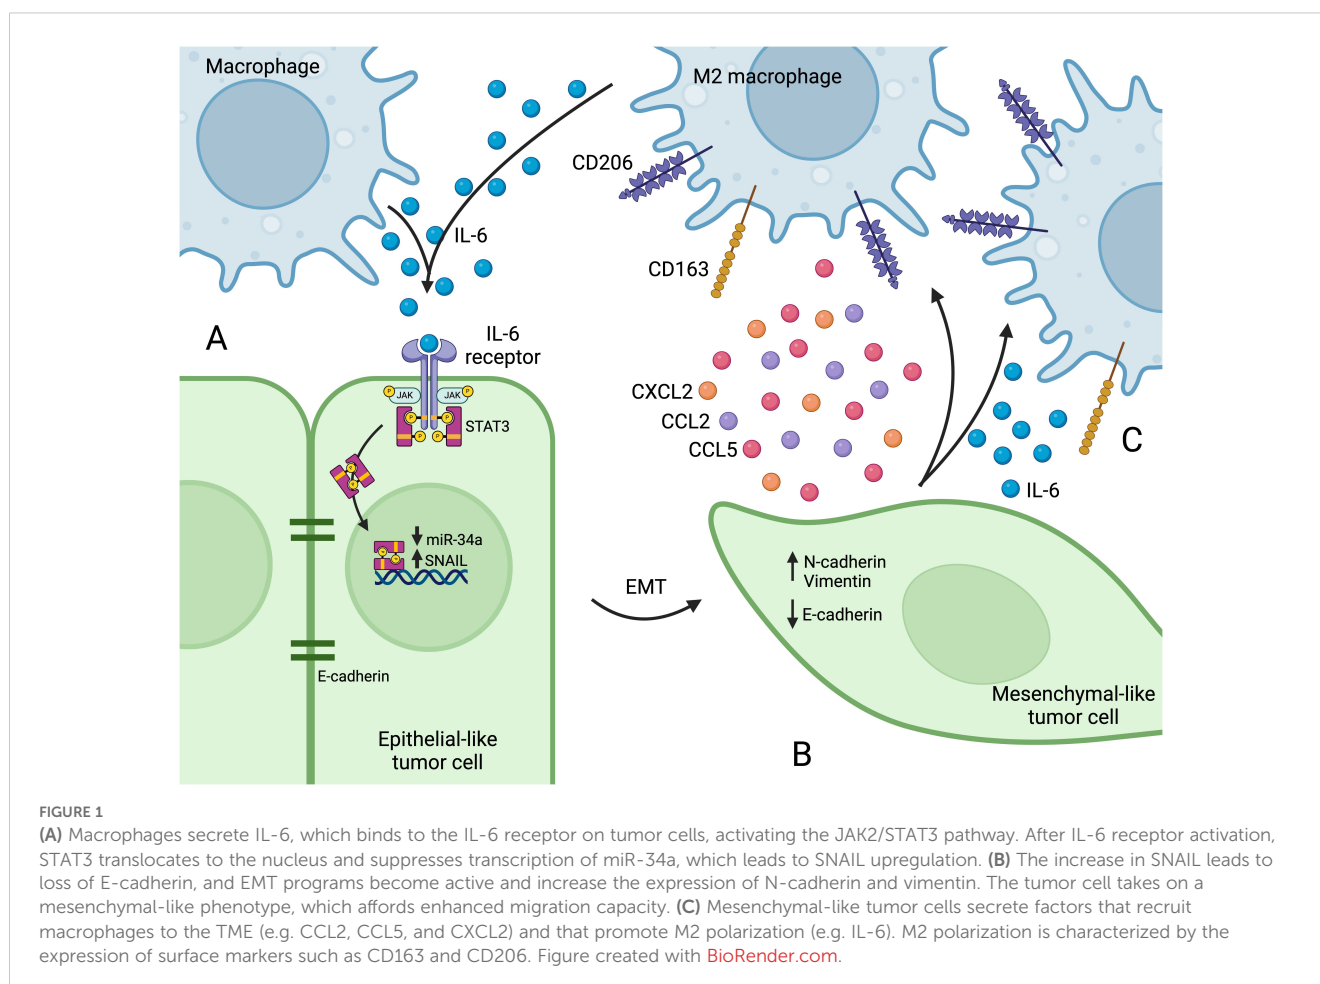 Macrophage
M2 macrophage
CD206
IL-6
CD163
A
IL-6
receptor
P
P
JAK
JAK
P
P
STAT3
P
P
CXCL2
CCL2
CCL5
C
IL-6
P
P
miR-34a
SNAIL
EMT
N-cadherin
Vimentin
E-cadherin
E-cadherin
Mesenchymal-like
tumor cell
Epithelial-like
tumor cell
B
FIGURE 1
(A) Macrophages secrete IL-6, which binds to the IL-6 receptor on tumor cells, activating the JAK2/STAT3 pathway. After IL-6 receptor activation,
STAT3 translocates to the nucleus and suppresses transcription of miR-34a, which leads to SNAIL upregulation. (B) The increase in SNAIL leads to
loss of E-cadherin, and EMT programs become active and increase the expression of N-cadherin and vimentin. The tumor cell takes on a
mesenchymal-like phenotype, which affords enhanced migration capacity. (C) Mesenchymal-like tumor cells secrete factors that recruit
macrophages to the TME (e.g. CCL2, CCL5, and CXCL2) and that promote M2 polarization (e.g. IL-6). M2 polarization is characterized by the
expression of surface markers such as CD163 and CD206. Figure created with BioRender.com.